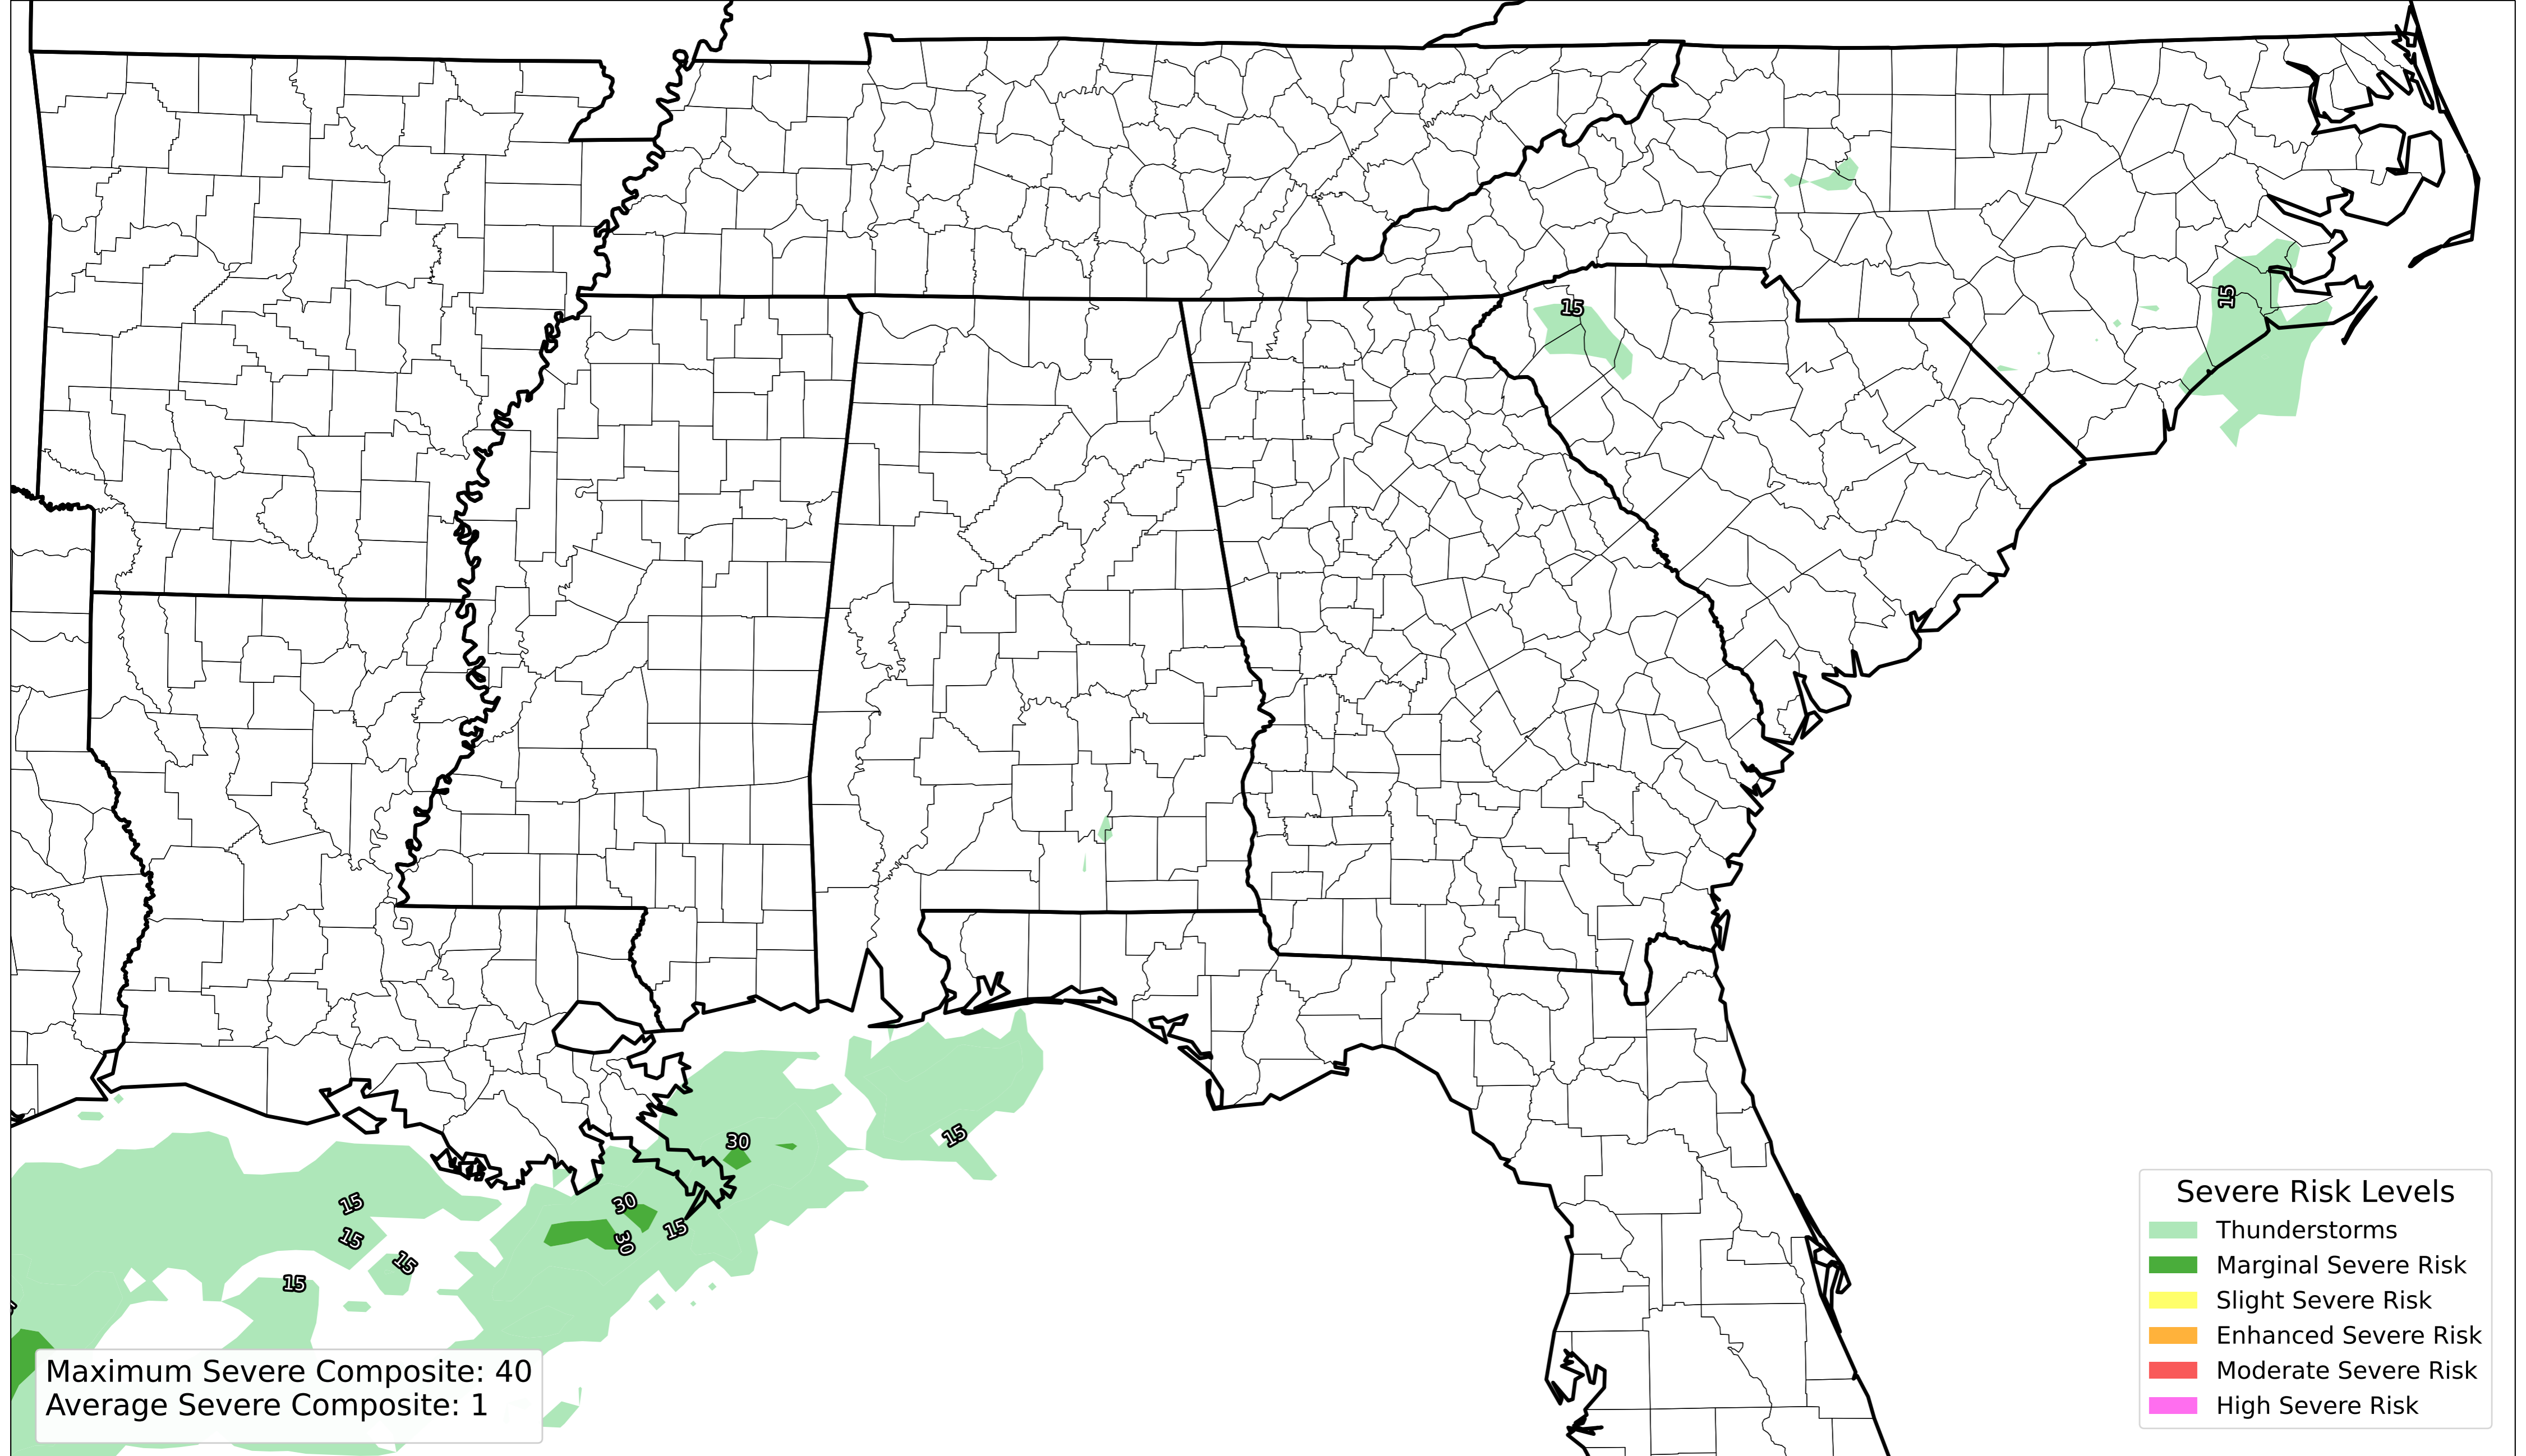 15
15
30
15
15
30
15
30
15
15
15
Severe Risk Levels
Thunderstorms
Marginal Severe Risk
Slight Severe Risk
Enhanced Severe Risk
Moderate Severe Risk
High Severe Risk
Maximum Severe Composite: 40
Average Severe Composite: 1